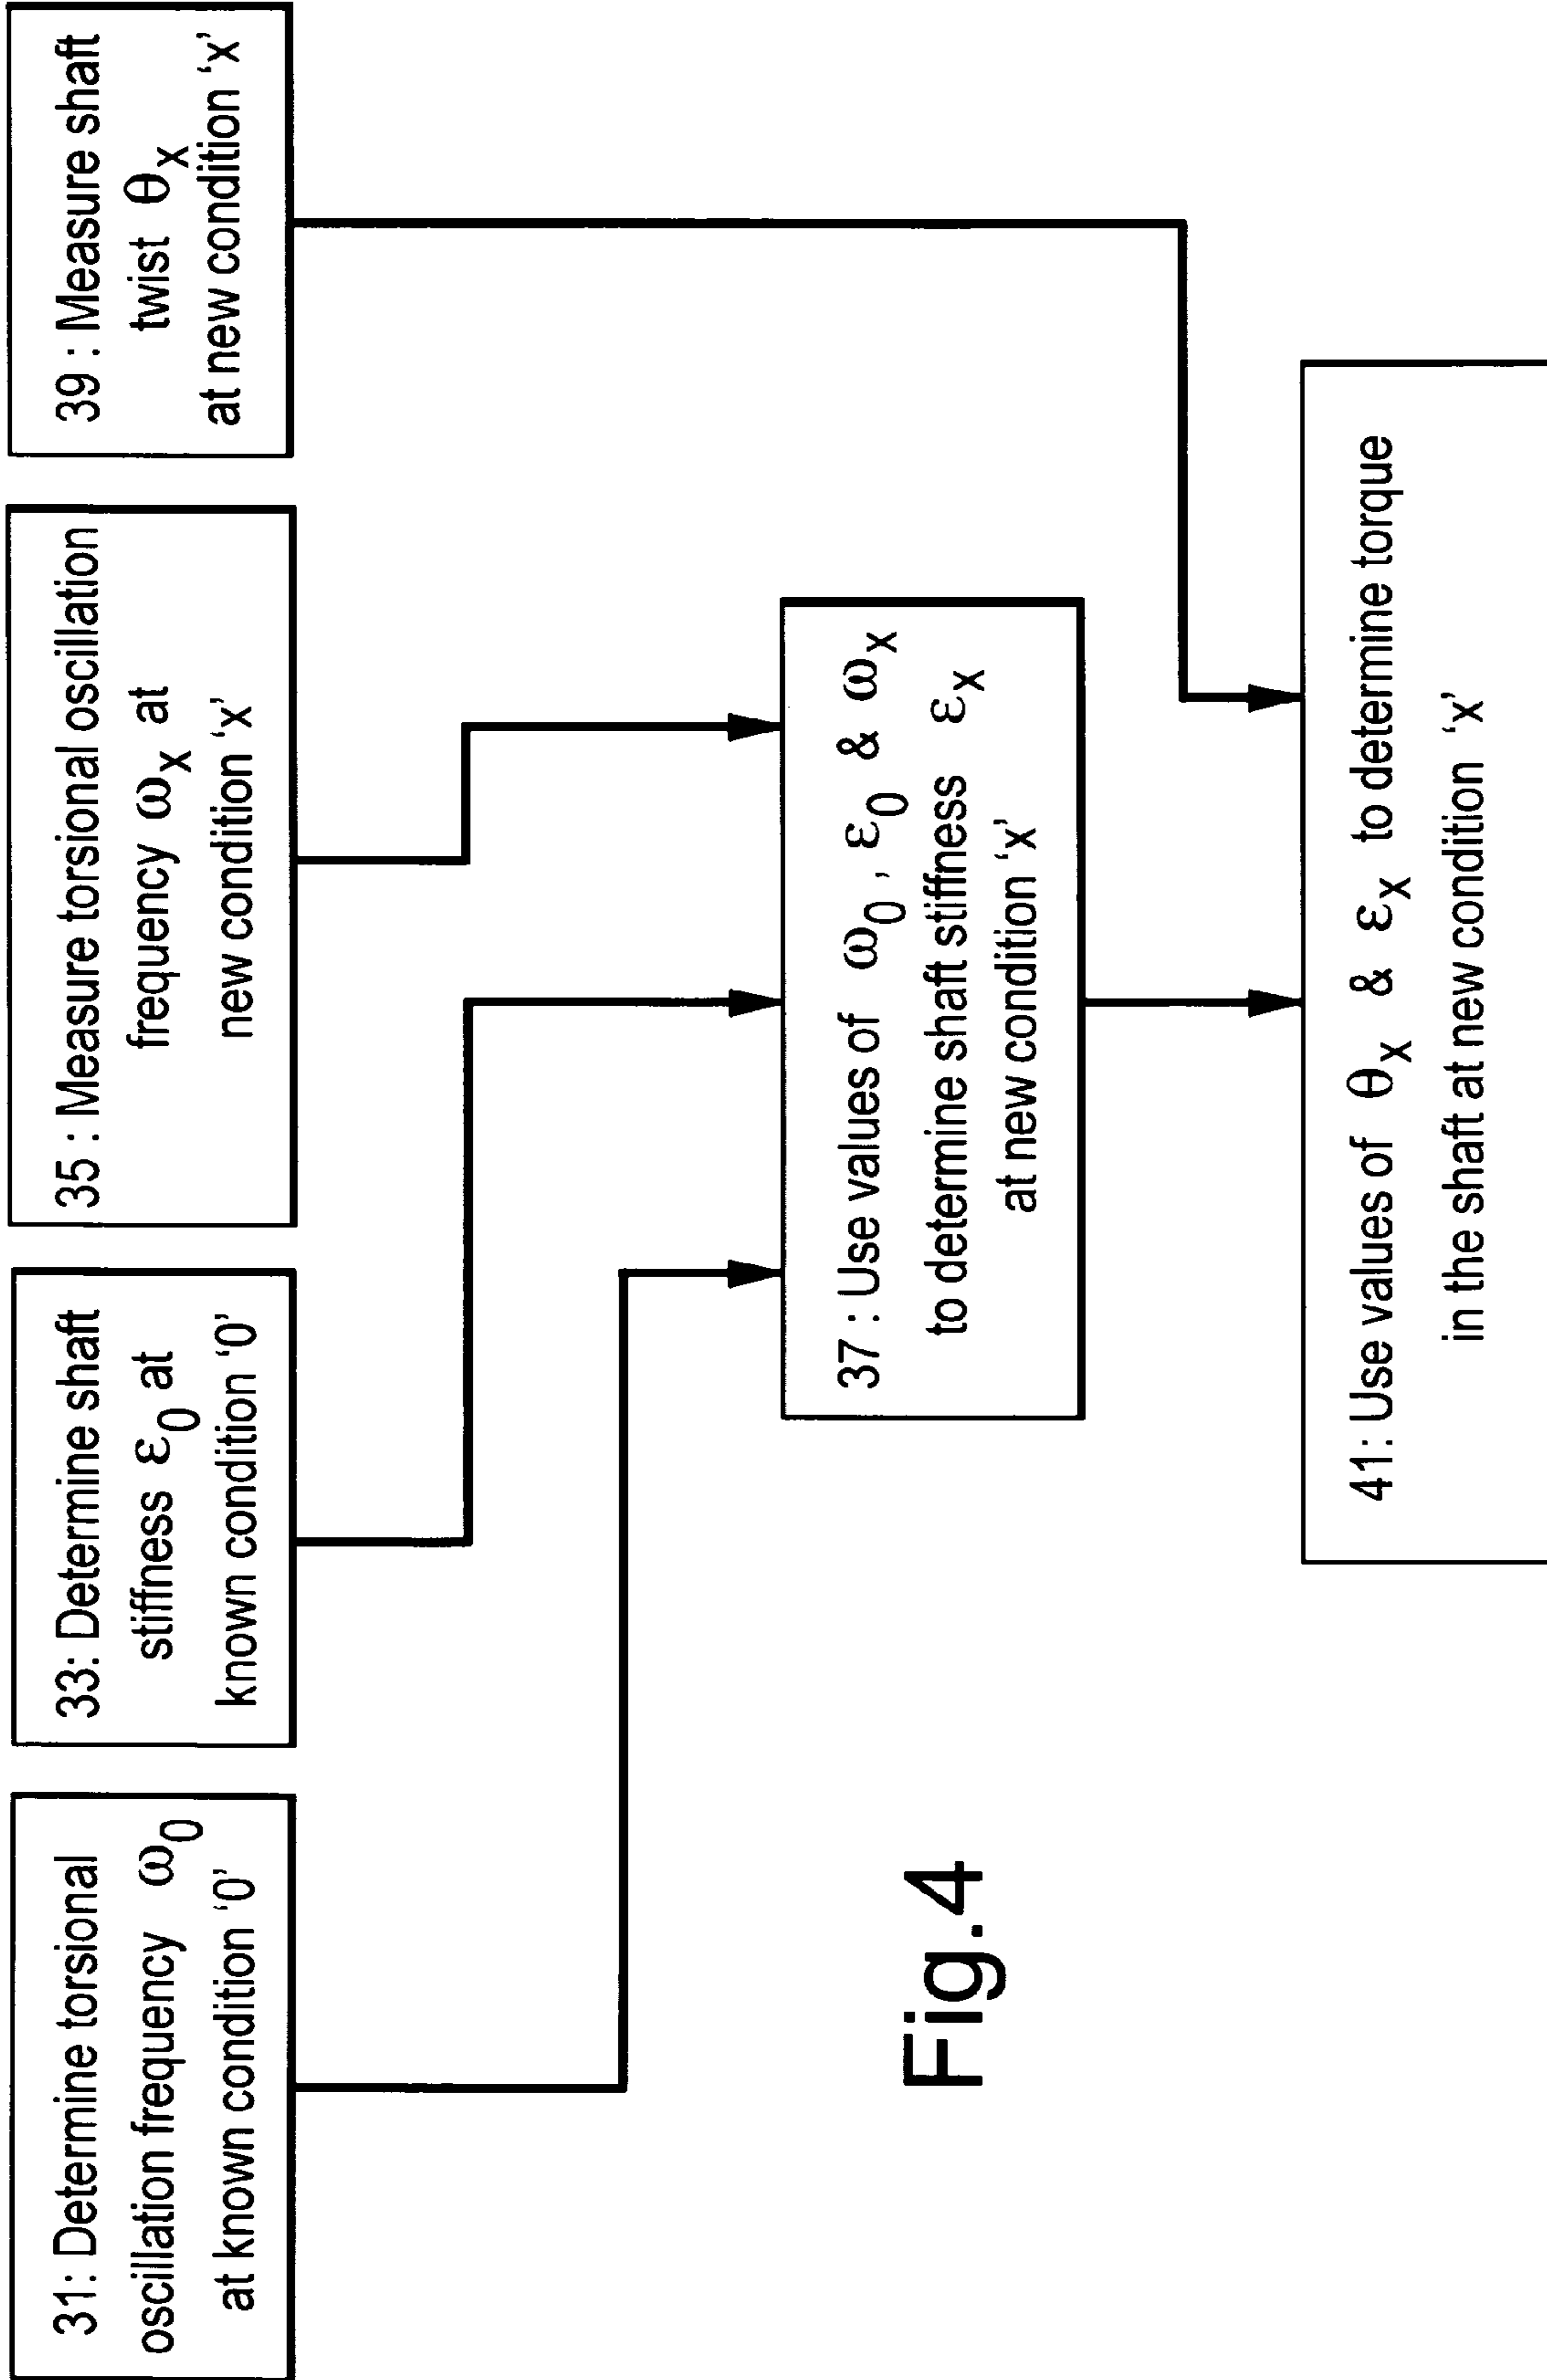 31: Determine torsional
oscillation frequency ω₀
at known condition ‘0’
33: Determine shaft
stiffness ε₀ at
known condition ‘0’
35 : Measure torsional oscillation
frequency ωₓ at
new condition ‘x’
39 : Measure shaft
twist θₓ
at new condition ‘x’
37 : Use values of ω₀ , ε₀ & ωₓ
to determine shaft stiffness εₓ
at new condition ‘x’
41: Use values of θₓ & εₓ to determine torque
in the shaft at new condition ‘x’
Fig.4